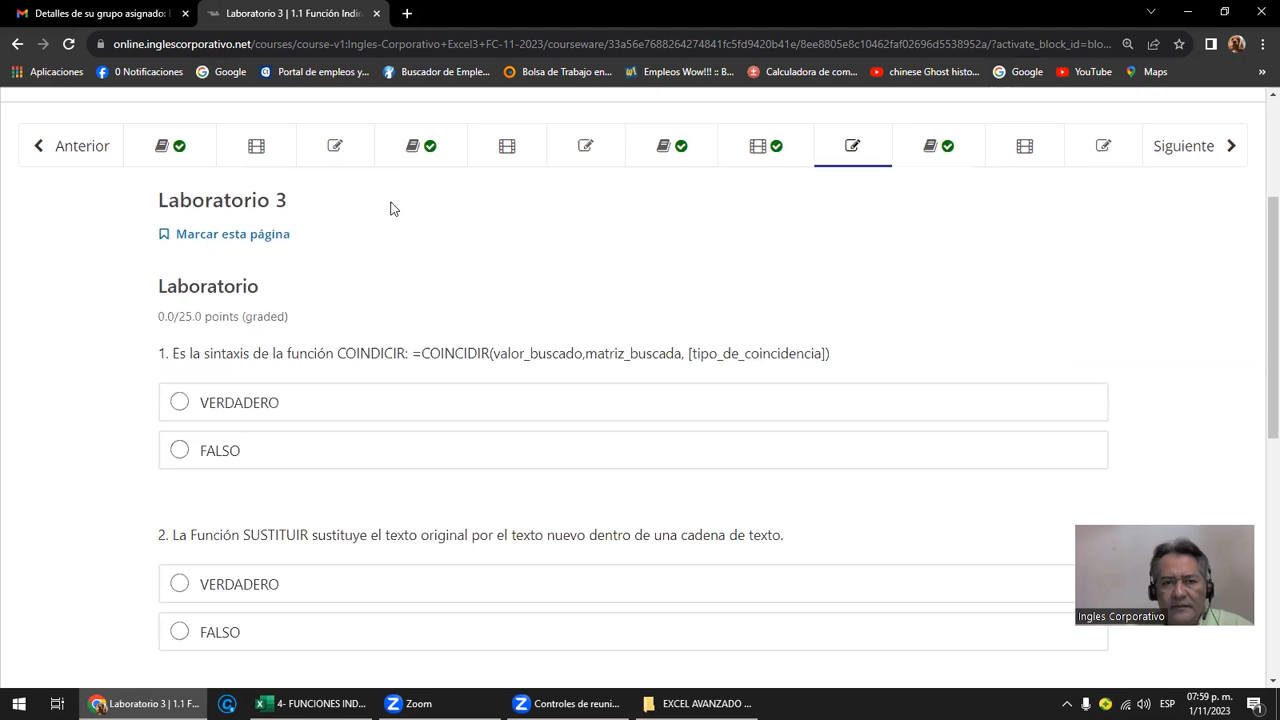 Detalles de su grupo asignado:
Laboratorio 3 | 1.1 Función Indic
online.inglescorporativo.net/courses/course-v1:Ingles-Corporativo+Excel3+FC-11-2023/courseware/33a56e7688264274841fc5fd9420b41e/8ee8805e8c10462faf02696d5538952a/?activate_block_id=blo...
Aplicaciones
0 Notificaciones
Google
Portal de empleos y...
Buscador de Emple...
Bolsa de Trabajo en...
Empleos Wow!!! :: B...
Calculadora de com...
chinese Ghost histo...
Google
YouTube
Maps
»
Anterior
Siguiente
Laboratorio 3
Marcar esta página
Laboratorio
0.0/25.0 points (graded)
1. Es la sintaxis de la función COINDICIR: =COINCIDIR(valor_buscado,matriz_buscada, [tipo_de_coincidencia])
VERDADERO
FALSO
2. La Función SUSTITUIR sustituye el texto original por el texto nuevo dentro de una cadena de texto.
VERDADERO
FALSO
Ingles Corporativo
Laboratorio 3 | 1.1 F...
4- FUNCIONES IND...
Zoom
Controles de reuni...
EXCEL AVANZADO ...
ESP
07:59 p. m.
1/11/2023